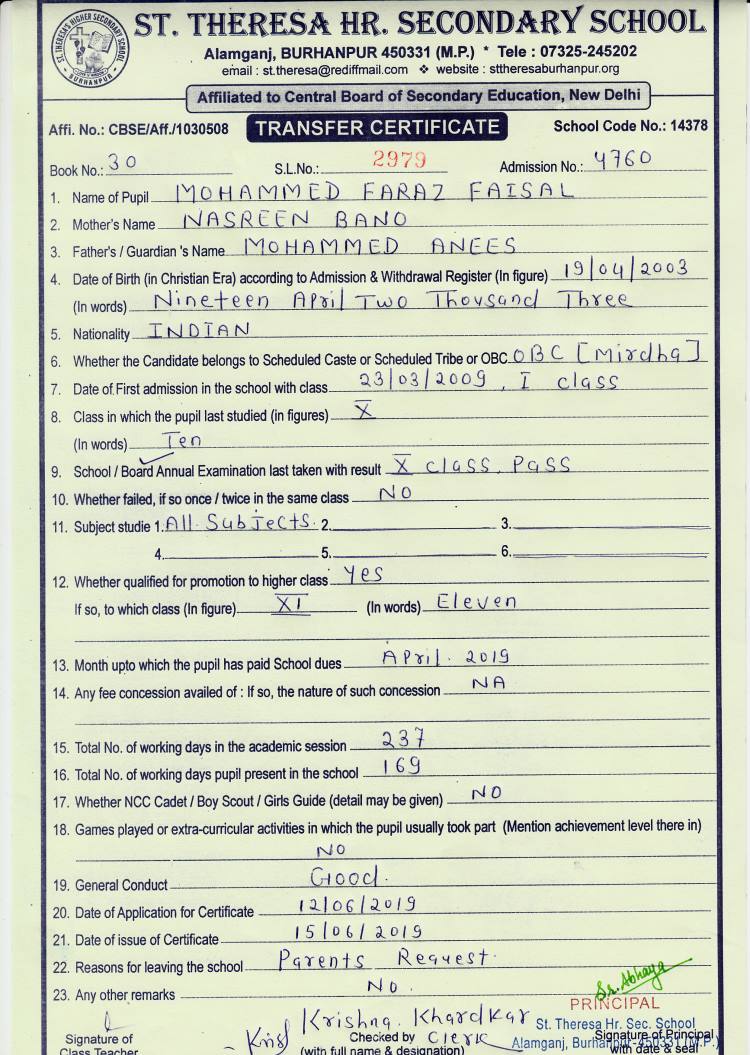 ST. THERESA'S HIGHER SECONDARY SCHOOL
BURHANPUR
ST. THERESA HR. SECONDARY SCHOOL
Alamganj, BURHANPUR 450331 (M.P.) * Tele : 07325-245202
email : st.theresa@rediffmail.com ❖ website : sttheresaburhanpur.org
Affiliated to Central Board of Secondary Education, New Delhi
Affi. No.: CBSE/Aff./1030508 TRANSFER CERTIFICATE School Code No.: 14378
Book No.: 30 S.L.No.: 2979 Admission No.: 4760
1. Name of Pupil MOHAMMED FARAZ FAISAL
2. Mother's Name NASREEN BANO
3. Father's / Guardian 's Name MOHAMMED ANEES
4. Date of Birth (in Christian Era) according to Admission & Withdrawal Register (In figure) 19/04/2003
(In words) Nineteen April Two Thousand Three
5. Nationality INDIAN
6. Whether the Candidate belongs to Scheduled Caste or Scheduled Tribe or OBC OBC [Mirdha]
7. Date of First admission in the school with class 23/03/2009, I class
8. Class in which the pupil last studied (in figures) X
(In words) Ten
9. School / Board Annual Examination last taken with result X class, Pass
10. Whether failed, if so once / twice in the same class NO
11. Subject studie 1. All Subjects. 2. 3.
4. 5. 6.
12. Whether qualified for promotion to higher class Yes
If so, to which class (In figure) XI (In words) Eleven
13. Month upto which the pupil has paid School dues April. 2019
14. Any fee concession availed of : If so, the nature of such concession NA
15. Total No. of working days in the academic session 237
16. Total No. of working days pupil present in the school 169
17. Whether NCC Cadet / Boy Scout / Girls Guide (detail may be given) NO
18. Games played or extra-curricular activities in which the pupil usually took part (Mention achievement level there in)
NO
19. General Conduct Good.
20. Date of Application for Certificate 12/06/2019
21. Date of issue of Certificate 15/06/2019
22. Reasons for leaving the school Parents Request.
23. Any other remarks No.
Sr. Abhaya
PRINCIPAL
Krishna Khardkar
St. Theresa Hr. Sec. School
Signature of Checked by Clerk Signature of Principal
Alamganj, Burhanpur-450331 (M.P.)
Class Teacher (with full name & designation) with date & seal